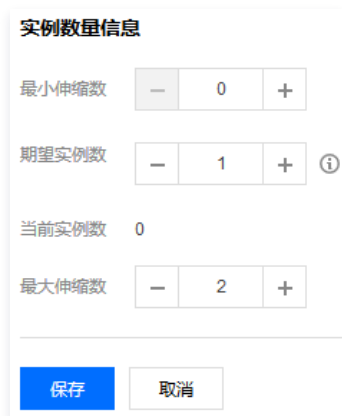 实例数量信息
最小伸缩数 － 0 ＋
期望实例数 － 1 ＋
当前实例数 0
最大伸缩数 － 2 ＋
保存 取消